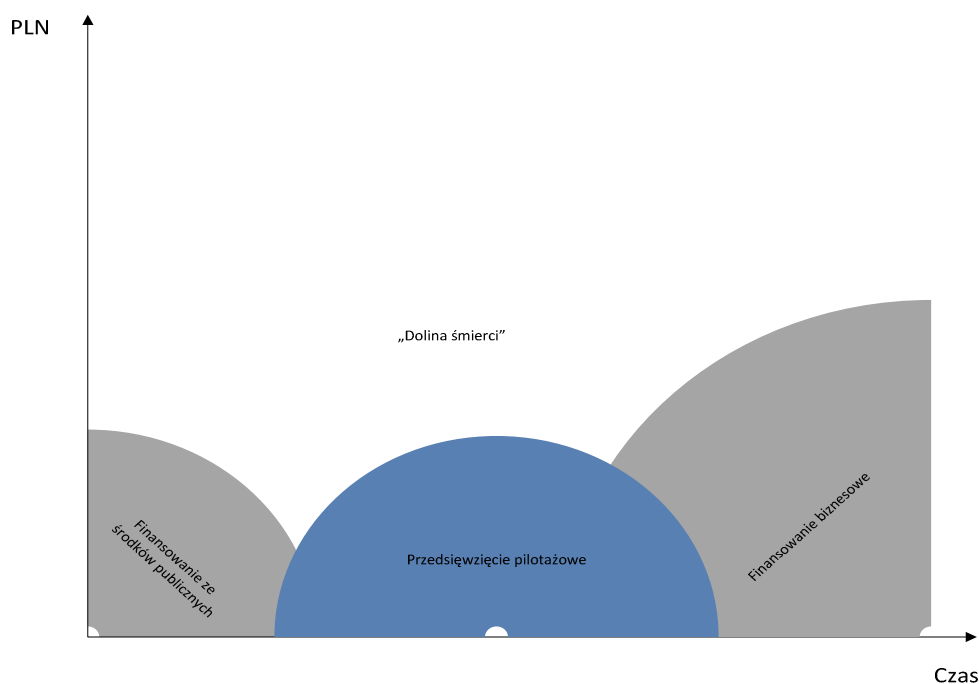 PLN
„Dolina śmierci”
Finansowanie ze
środków publicznych
Przedsięwzięcie pilotażowe
Finansowanie biznesowe
Czas